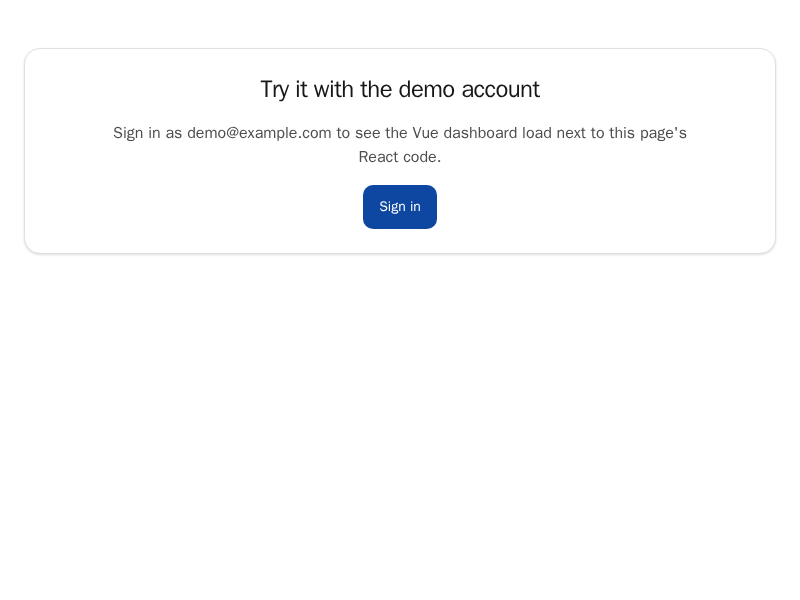 Try it with the demo account
Sign in as demo@example.com to see the Vue dashboard load next to this page's
React code.
Sign in